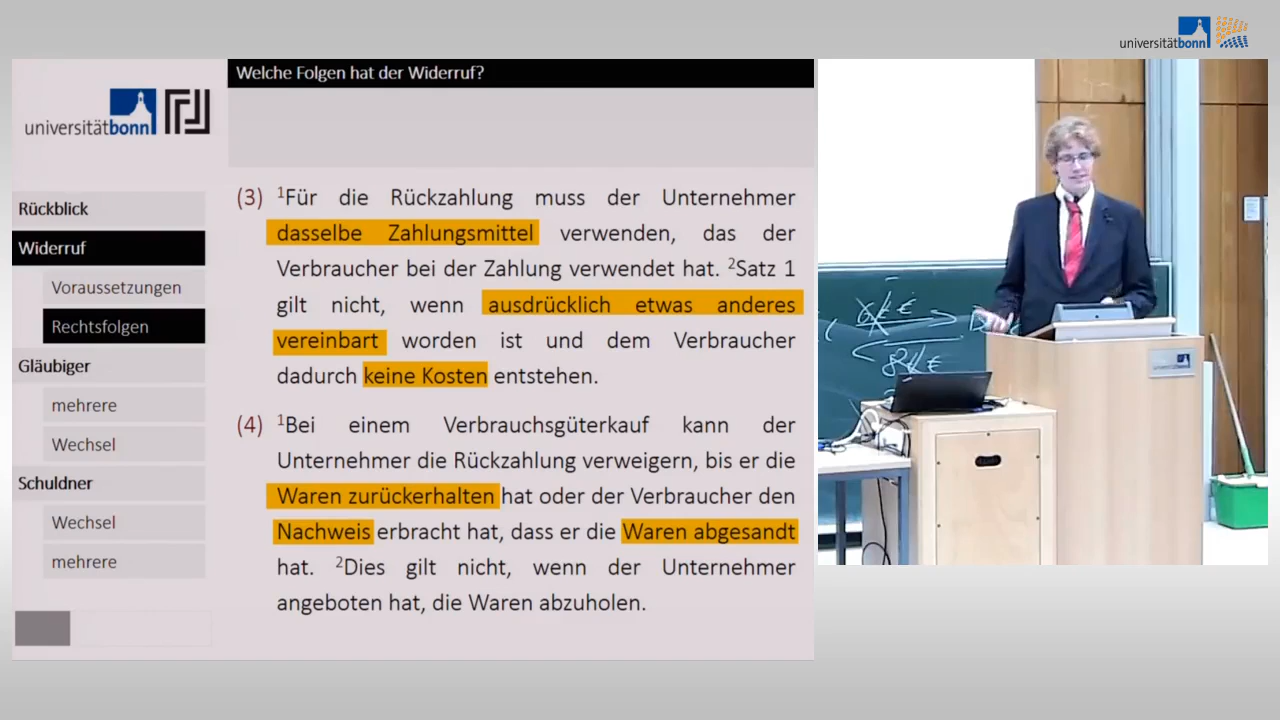 universitätbonn
Welche Folgen hat der Widerruf?
universitätbonn
Rückblick
Widerruf
Voraussetzungen
Rechtsfolgen
Gläubiger
mehrere
Wechsel
Schuldner
Wechsel
mehrere
(3) ¹Für die Rückzahlung muss der Unternehmer
dasselbe Zahlungsmittel verwenden, das der
Verbraucher bei der Zahlung verwendet hat. ²Satz 1
gilt nicht, wenn ausdrücklich etwas anderes
vereinbart worden ist und dem Verbraucher
dadurch keine Kosten entstehen.
(4) ¹Bei einem Verbrauchsgüterkauf kann der
Unternehmer die Rückzahlung verweigern, bis er die
Waren zurückerhalten hat oder der Verbraucher den
Nachweis erbracht hat, dass er die Waren abgesandt
hat. ²Dies gilt nicht, wenn der Unternehmer
angeboten hat, die Waren abzuholen.